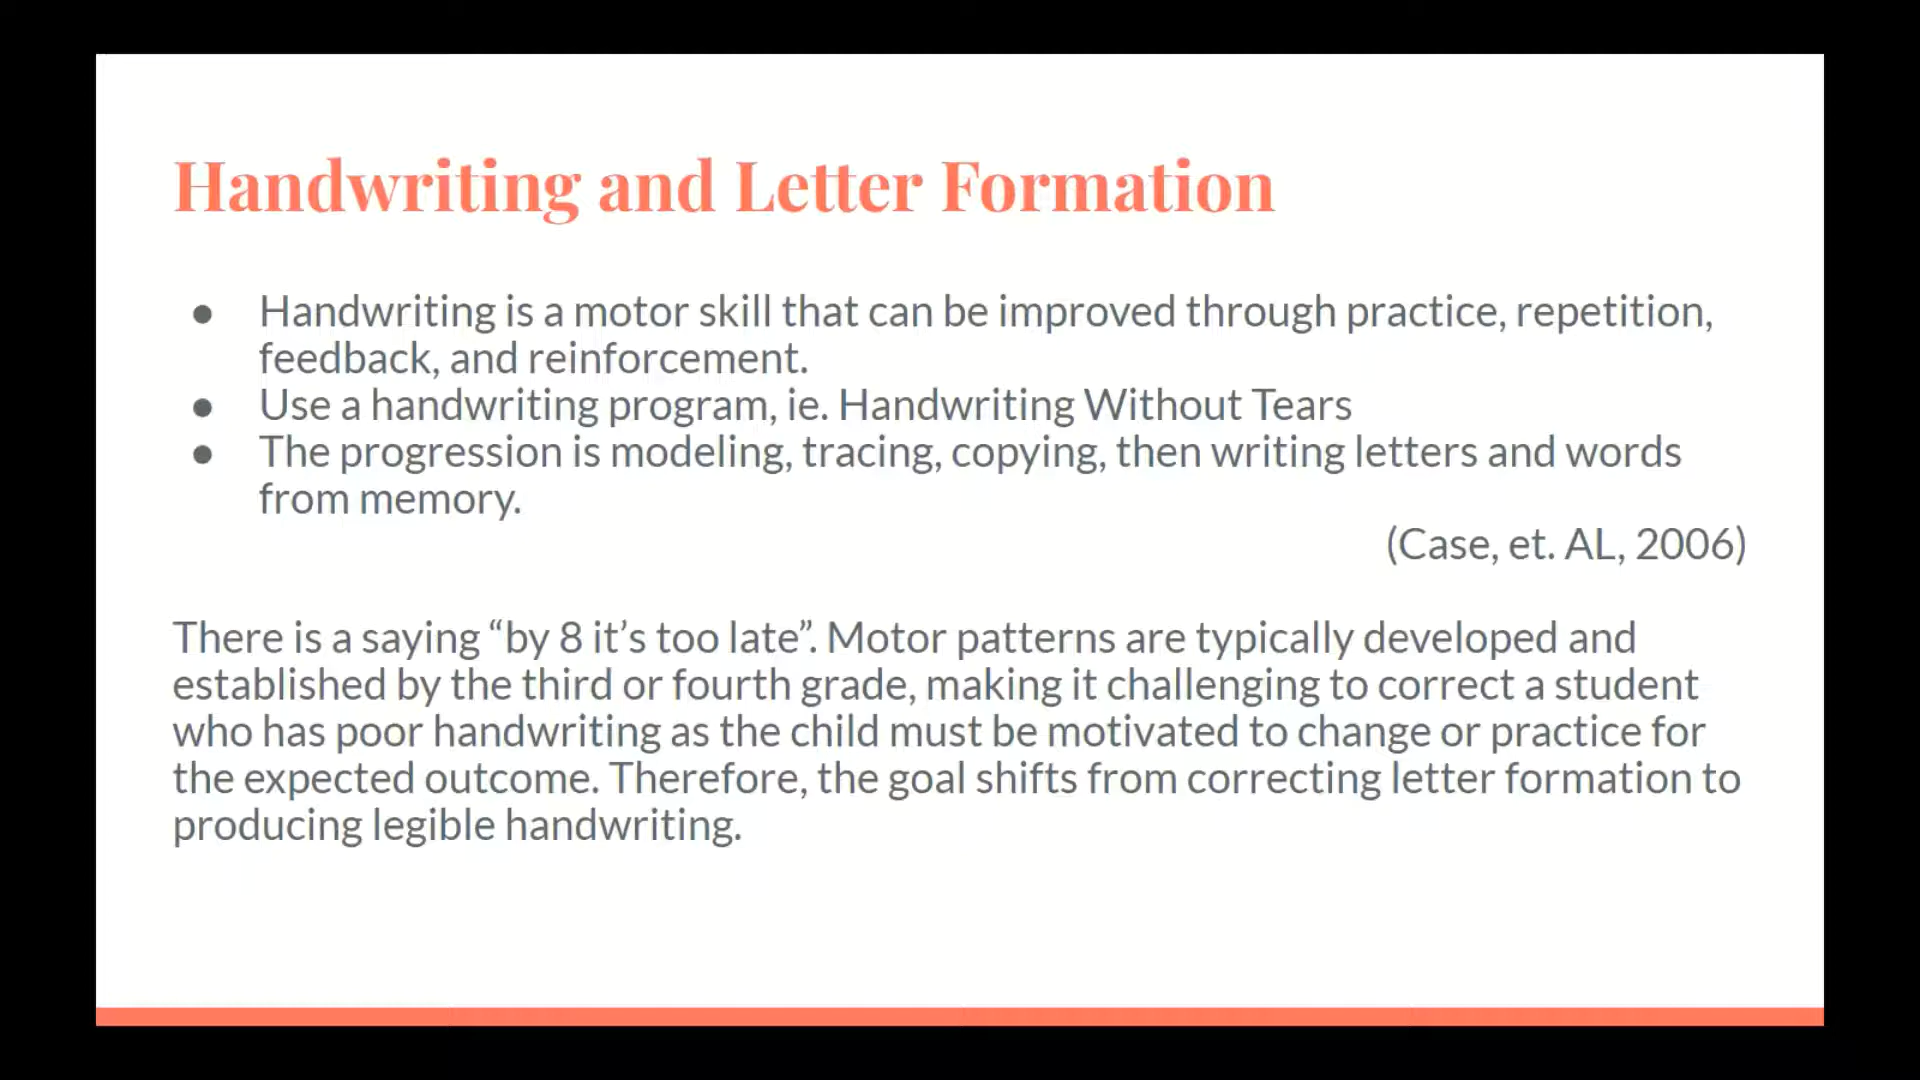 Handwriting and Letter Formation
● Handwriting is a motor skill that can be improved through practice, repetition,
feedback, and reinforcement.
● Use a handwriting program, ie. Handwriting Without Tears
● The progression is modeling, tracing, copying, then writing letters and words
from memory.
(Case, et. AL, 2006)
There is a saying “by 8 it’s too late”. Motor patterns are typically developed and
established by the third or fourth grade, making it challenging to correct a student
who has poor handwriting as the child must be motivated to change or practice for
the expected outcome. Therefore, the goal shifts from correcting letter formation to
producing legible handwriting.